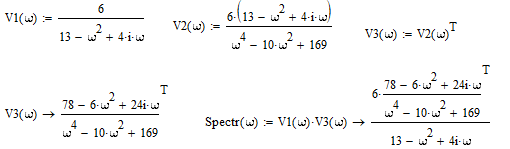 V1(ω) := 6 / (13 − ω² + 4·i·ω)
V2(ω) := 6·(13 − ω² + 4·i·ω) / (ω⁴ − 10·ω² + 169)
V3(ω) := V2(ω)ᵀ
V3(ω) → (78 − 6·ω² + 24i·ω)ᵀ / (ω⁴ − 10·ω² + 169)
Spectr(ω) := V1(ω)·V3(ω) → (6·(78 − 6·ω² + 24i·ω)ᵀ / (ω⁴ − 10·ω² + 169)) / (13 − ω² + 4i·ω)